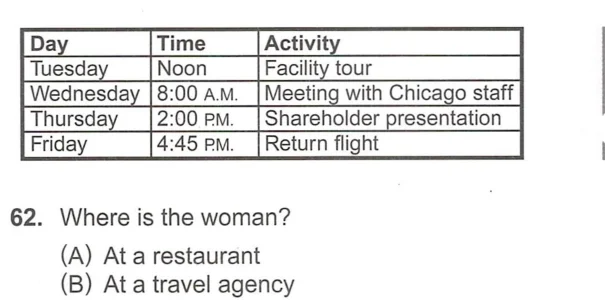 Day Time Activity
Tuesday Noon Facility tour
Wednesday 8:00 A.M. Meeting with Chicago staff
Thursday 2:00 P.M. Shareholder presentation
Friday 4:45 P.M. Return flight
62. Where is the woman?
(A) At a restaurant
(B) At a travel agency